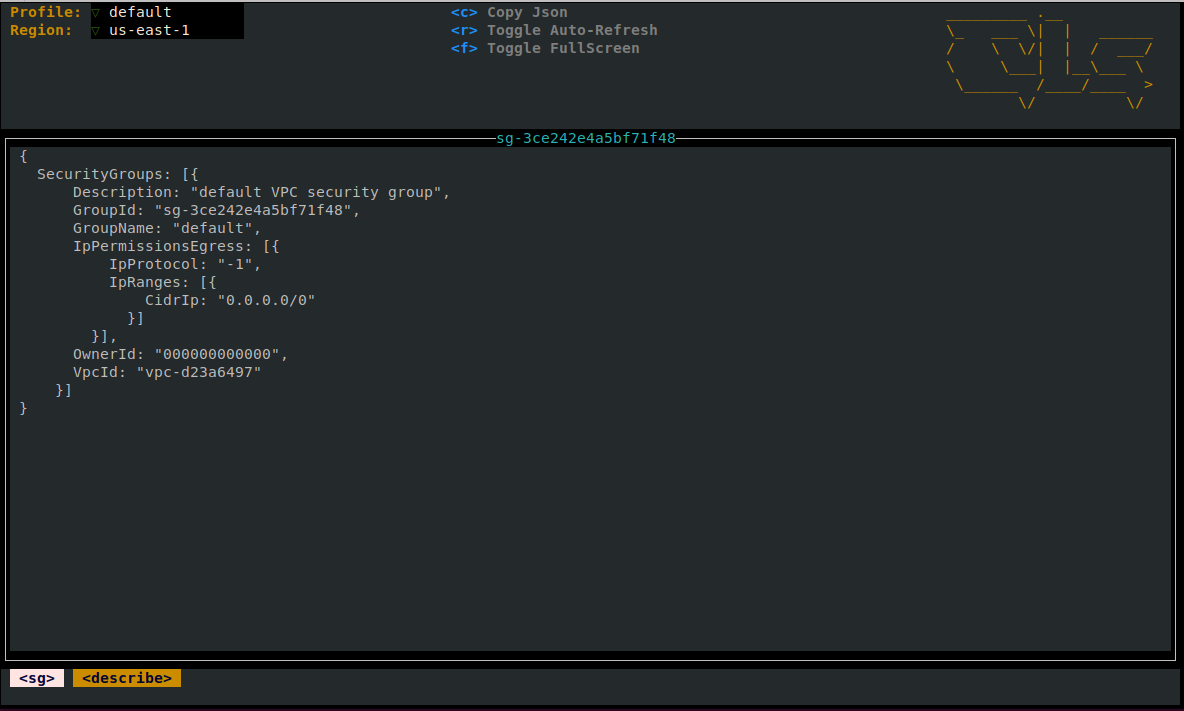 Profile: ▽ default
Region: ▽ us-east-1
<c> Copy Json
<r> Toggle Auto-Refresh
<f> Toggle FullScreen
sg-3ce242e4a5bf71f48
{
  SecurityGroups: [{
      Description: "default VPC security group",
      GroupId: "sg-3ce242e4a5bf71f48",
      GroupName: "default",
      IpPermissionsEgress: [{
          IpProtocol: "-1",
          IpRanges: [{
              CidrIp: "0.0.0.0/0"
            }]
        }],
      OwnerId: "000000000000",
      VpcId: "vpc-d23a6497"
    }]
}
<sg> <describe>